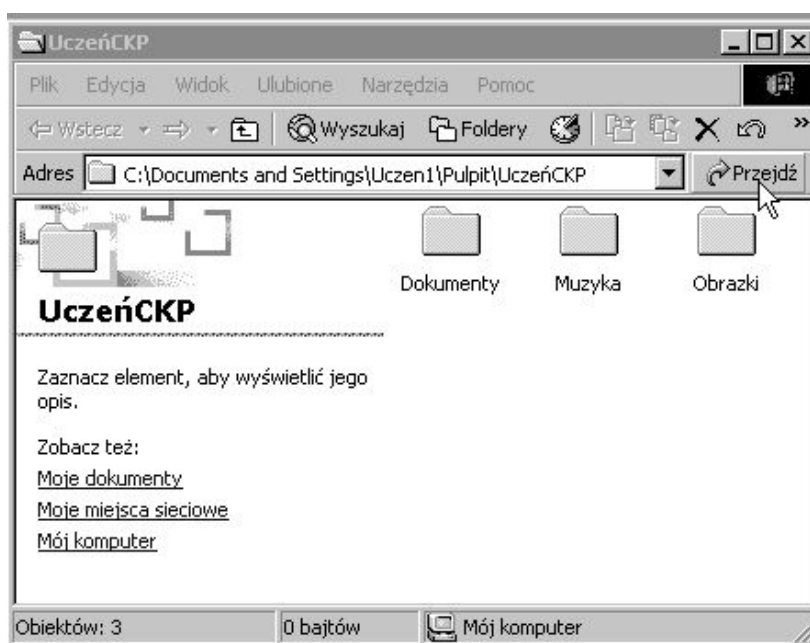 UczeńCKP
Plik Edycja Widok Ulubione Narzędzia Pomoc
Wstecz Wyszukaj Foldery »
Adres C:\Documents and Settings\Uczen1\Pulpit\UczeńCKP Przejdź
Dokumenty Muzyka Obrazki
UczeńCKP
Zaznacz element, aby wyświetlić jego
opis.
Zobacz też:
Moje dokumenty
Moje miejsca sieciowe
Mój komputer
Obiektów: 3 0 bajtów Mój komputer